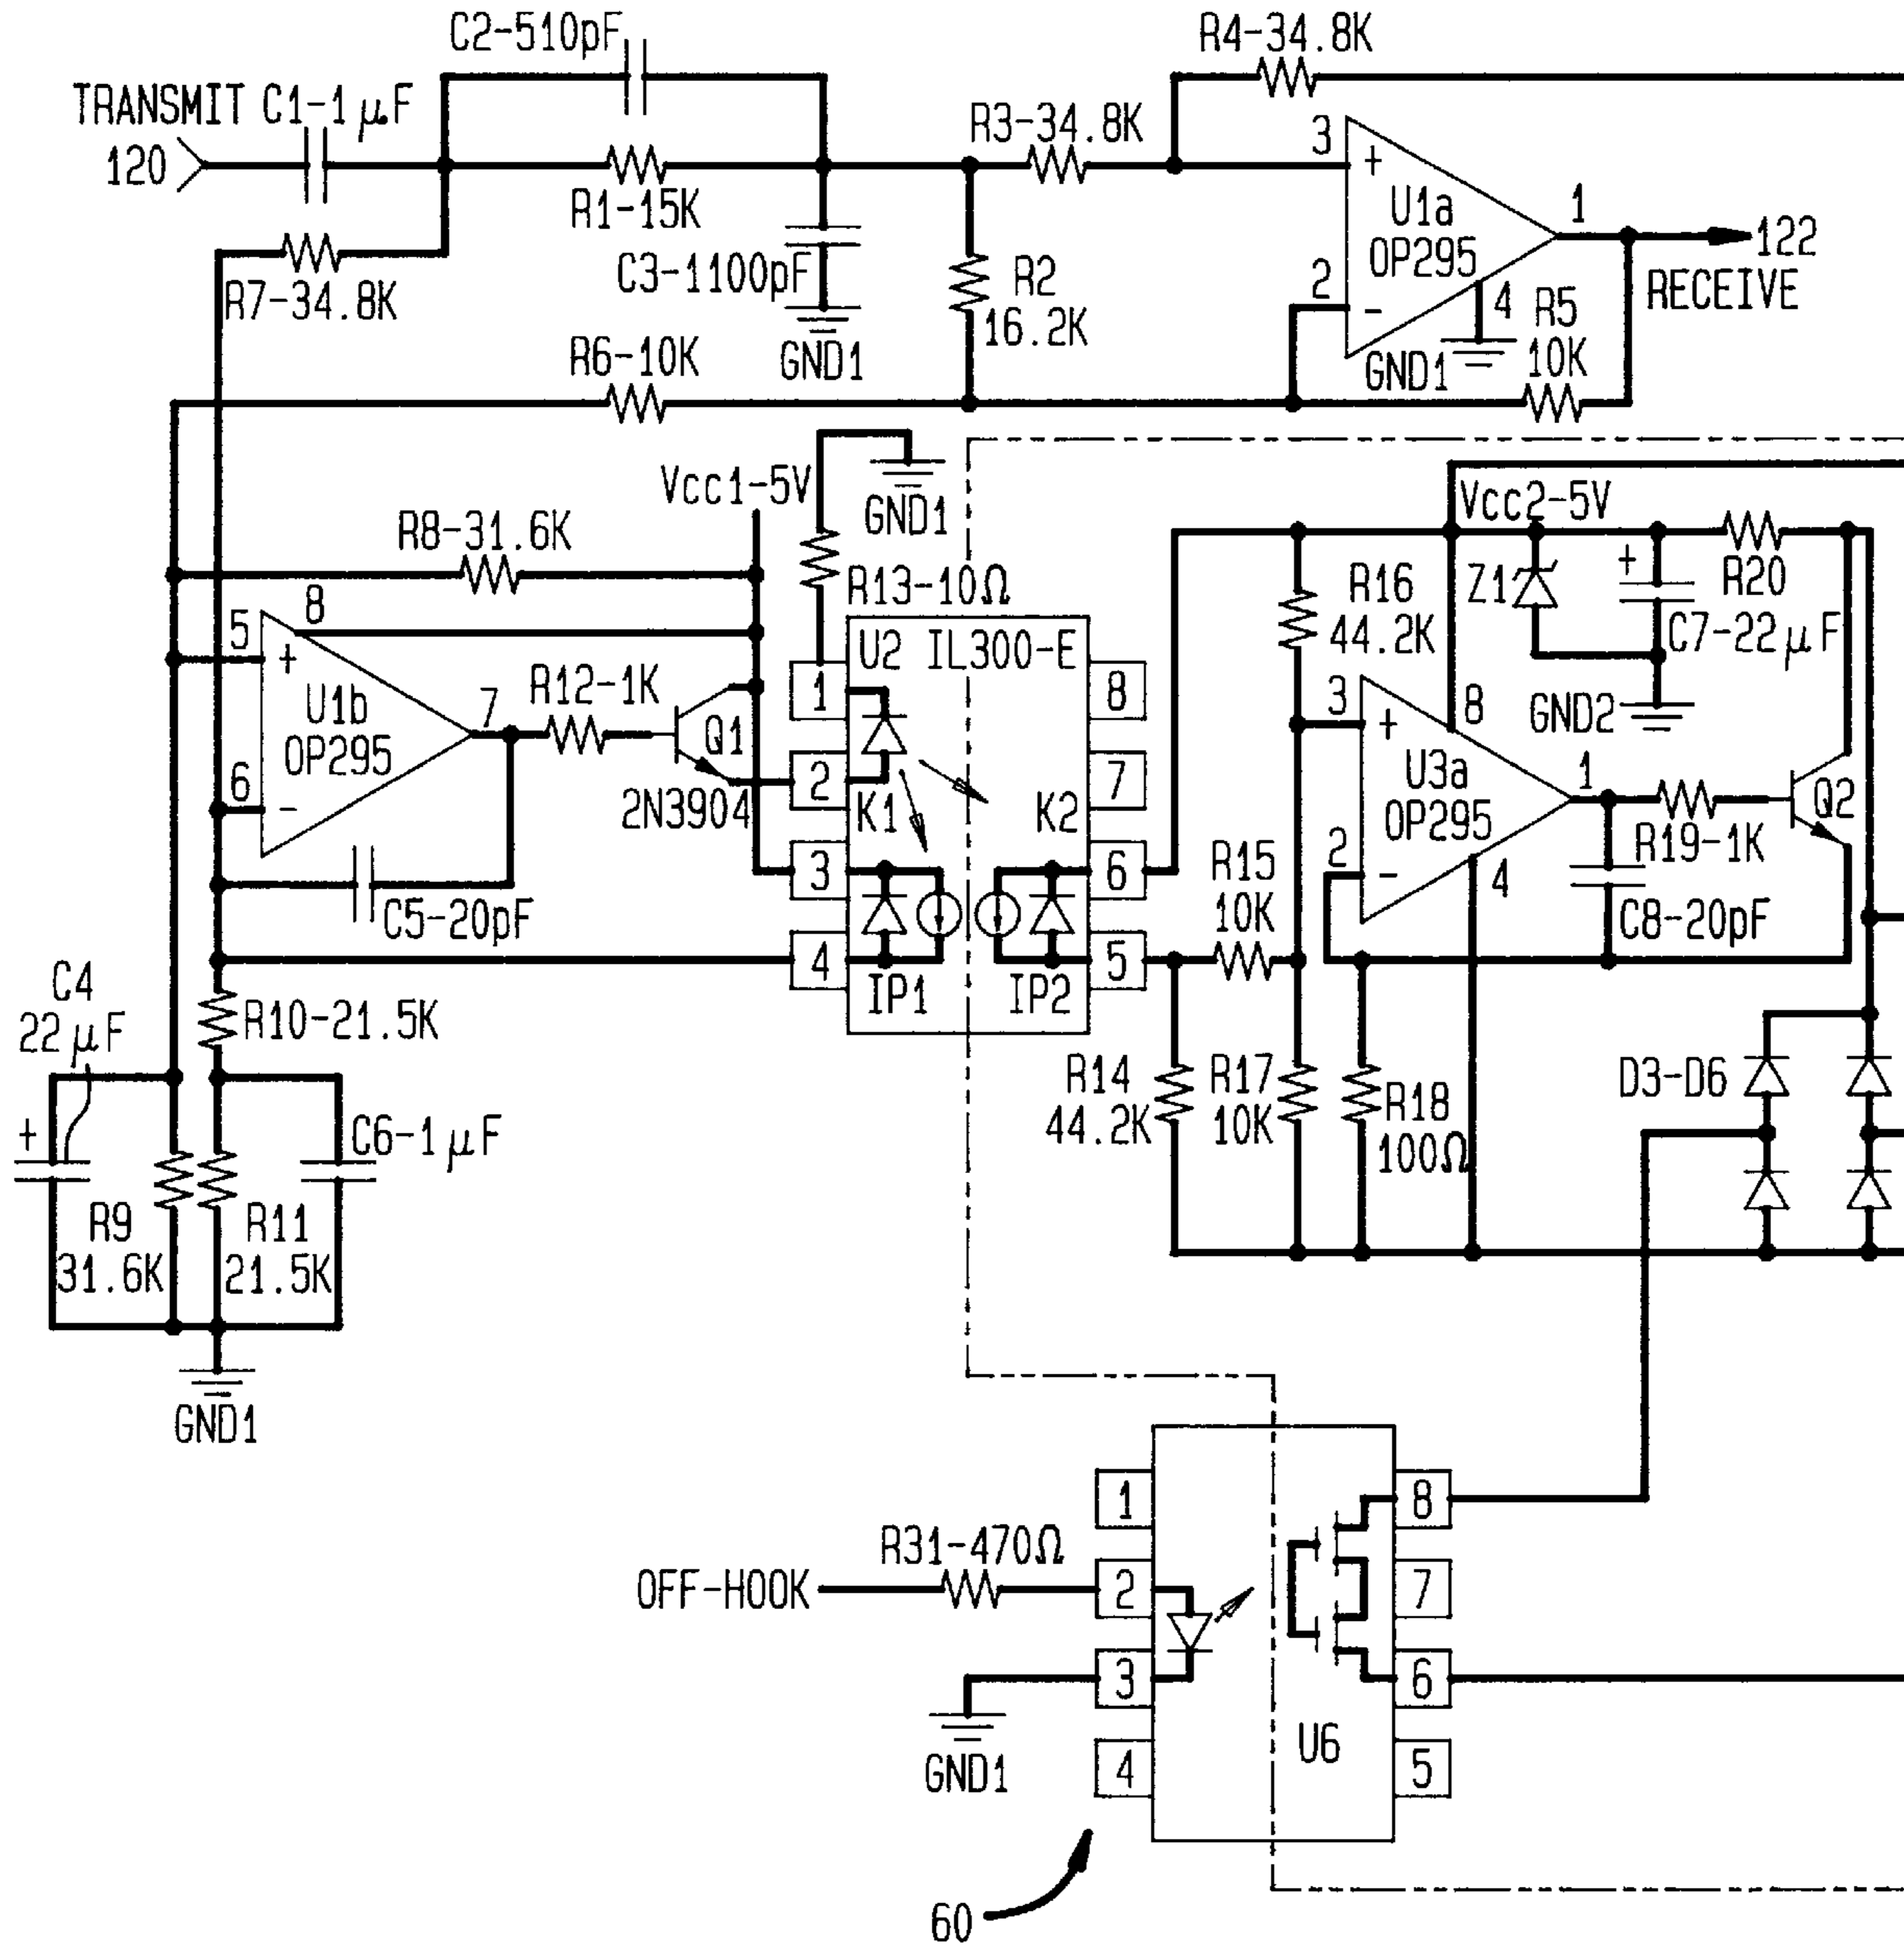 C2-510pF
R4-34.8K
TRANSMIT C1-1µF
120
R3-34.8K
3
+
U1a
OP295
1
122
RECEIVE
R1-15K
C3-1100pF
R2
16.2K
2
-
4
R5
10K
R7-34.8K
R6-10K
GND1
GND1
Vcc1-5V
GND1
Vcc2-5V
R8-31.6K
R13-10Ω
R16
44.2K
Z1
+
R20
C7-22µF
8
5
+
U1b
OP295
7
R12-1K
Q1
U2 IL300-E
1
8
3
+
8
GND2
6
-
2N3904
2
K1
7
K2
U3a
OP295
1
Q2
R19-1K
2
-
4
C5-20pF
3
6
R15
10K
C8-20pF
4
IP1
IP2
5
C4
22µF
R10-21.5K
R14
44.2K
R17
10K
R18
100Ω
D3-D6
+
C6-1µF
R9
31.6K
R11
21.5K
GND1
1
8
R31-470Ω
OFF-HOOK
2
7
3
6
GND1
4
U6
5
60